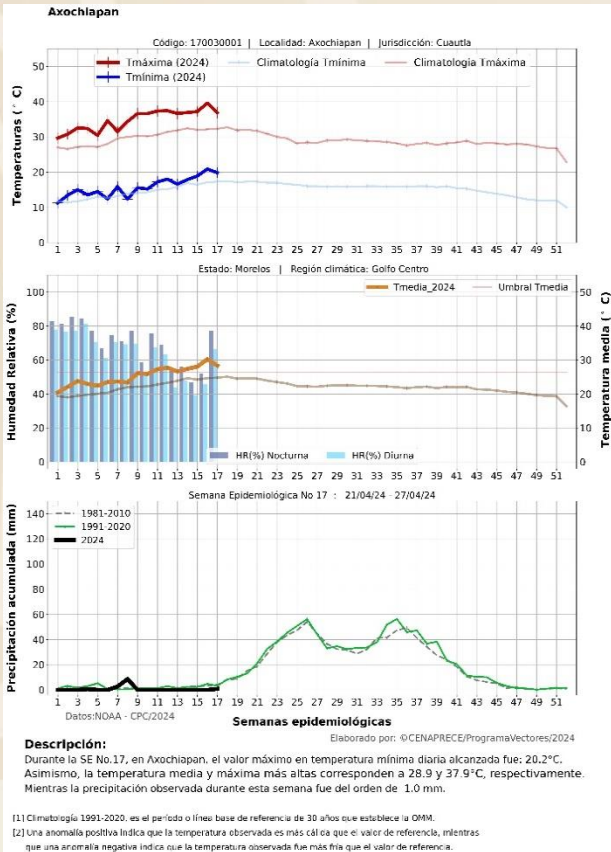 Axochiapan
Código: 170030001 | Localidad: Axochiapan | Jurisdicción: Cuautla
Tmáxima (2024)
Climatología Tmínima
Climatologia Tmáxima
Tmínima (2024)
Temperaturas (° C)
50
40
30
20
10
0
1 3 5 7 9 11 13 15 17 19 21 23 25 27 29 31 33 35 37 39 41 43 45 47 49 51
Estado: Morelos | Región climática: Golfo Centro
Tmedia_2024
Umbral Tmedia
Humedad Relativa (%)
100
80
60
40
20
0
50
40
30
20
10
0
Temperatura media (° C)
HR(%) Nocturna
HR(%) Diurna
1 3 5 7 9 11 13 15 17 19 21 23 25 27 29 31 33 35 37 39 41 43 45 47 49 51
Semana Epidemiológica No 17 : 21/04/24 - 27/04/24
1981-2010
1991-2020
2024
Precipitación acumulada (mm)
140
120
100
80
60
40
20
0
1 3 5 7 9 11 13 15 17 19 21 23 25 27 29 31 33 35 37 39 41 43 45 47 49 51
Datos:NOAA - CPC/2024
Semanas epidemiológicas
Elaborado por: ©CENAPRECE/ProgramaVectores/2024
Descripción:
Durante la SE No.17, en Axochiapan, el valor máximo en temperatura mínima diaria alcanzada fue: 20.2°C.
Asimismo, la temperatura media y máxima más altas corresponden a 28.9 y 37.9°C, respectivamente.
Mientras la precipitación observada durante esta semana fue del orden de 1.0 mm.
[1] Climatología 1991-2020, es el período o línea base de referencia de 30 años que establece la OMM.
[2] Una anomalía positiva indica que la temperatura observada es más cálida que el valor de referencia, mientras
que una anomalía negativa indica que la temperatura observada fue más fría que el valor de referencia.